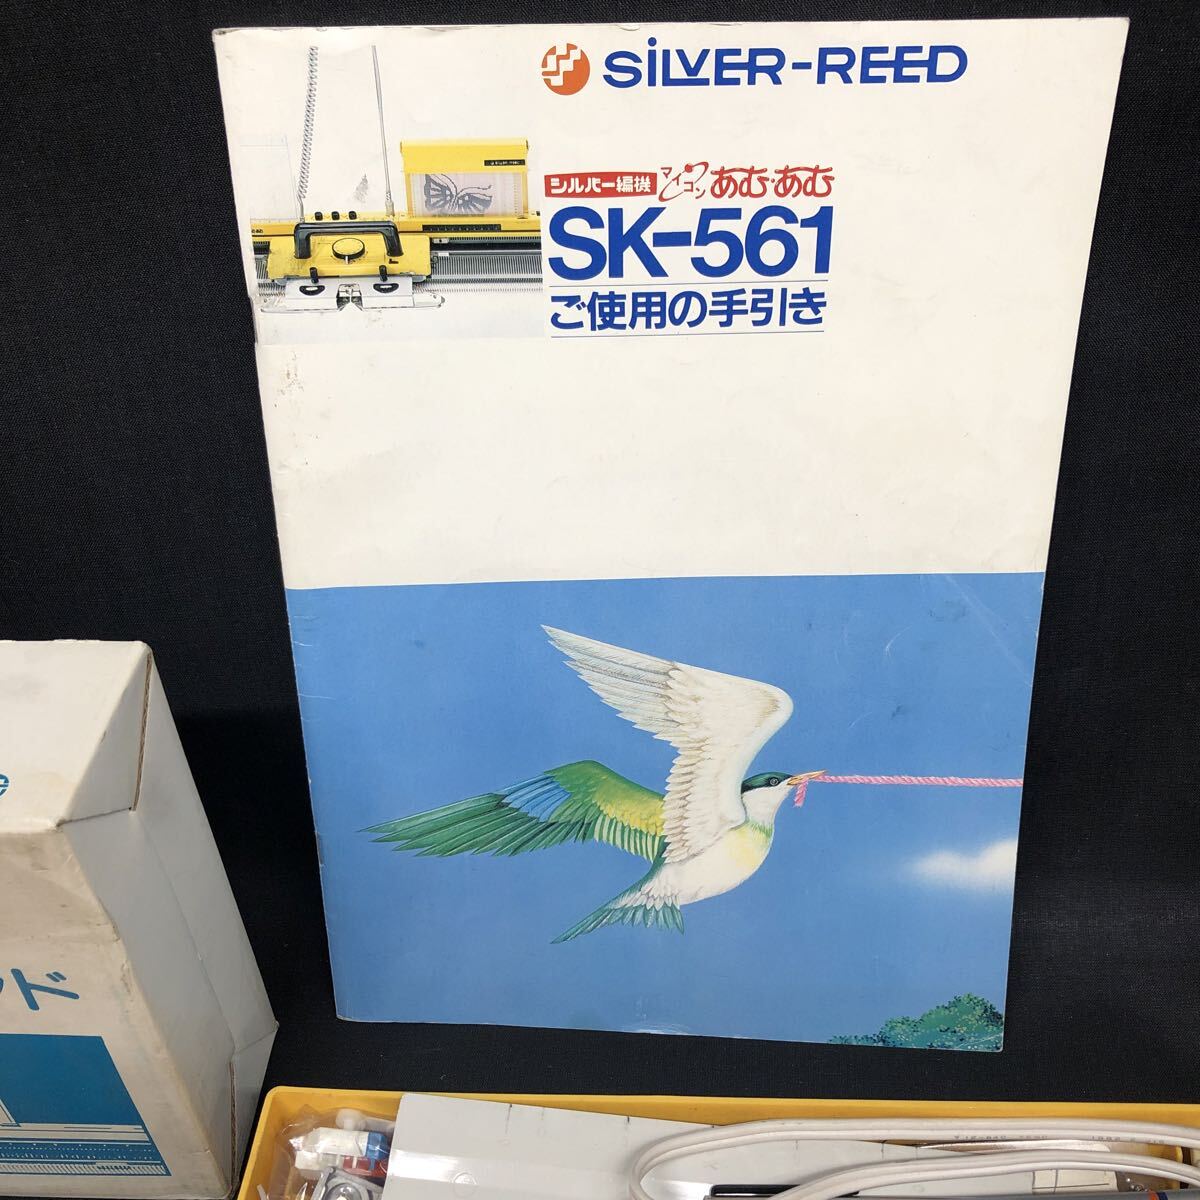 SiLVER-REED
シルバー編機 マイコン あむ・あむ
SK-561
ご使用の手引き
ド